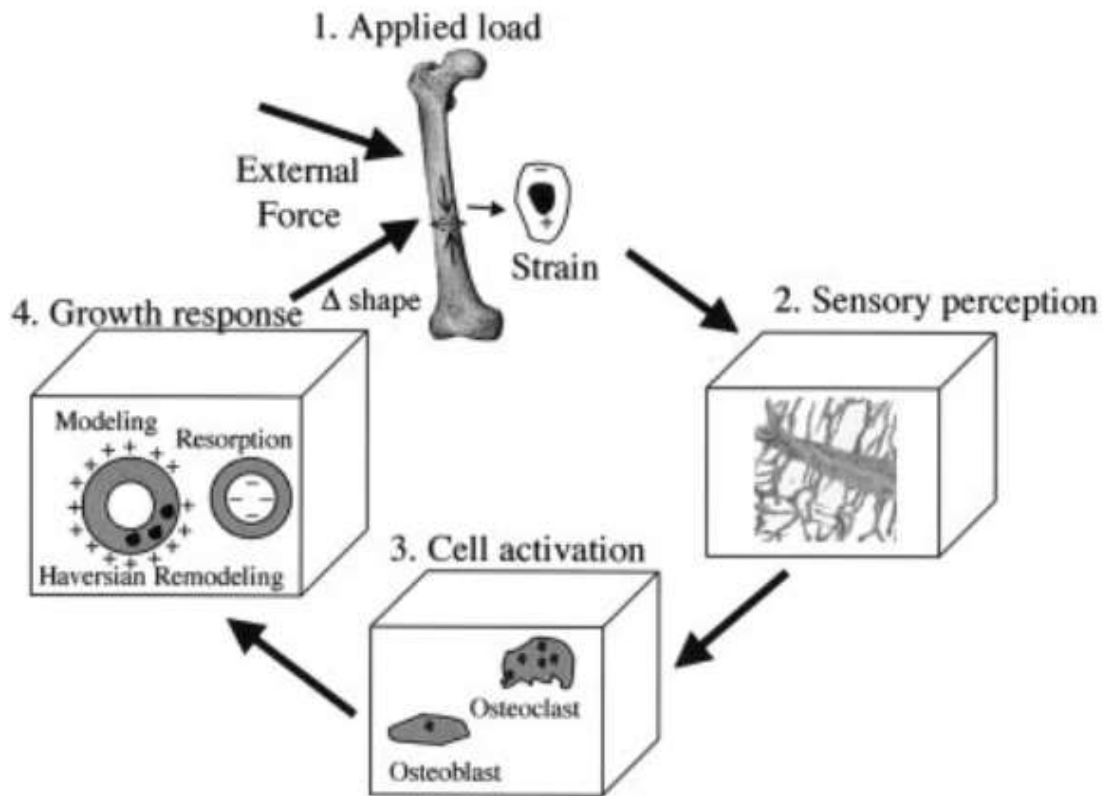 1. Applied load
External
Force
Strain
Δ shape
2. Sensory perception
3. Cell activation
Osteoclast
Osteoblast
4. Growth response
Modeling
Resorption
Haversian Remodeling